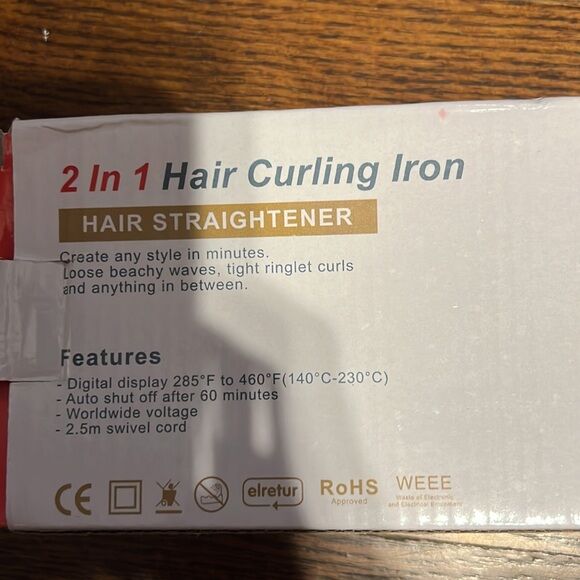 2 In 1 Hair Curling Iron
HAIR STRAIGHTENER
Create any style in minutes.
Loose beachy waves, tight ringlet curls
and anything in between.
Features
- Digital display 285°F to 460°F(140°C-230°C)
- Auto shut off after 60 minutes
- Worldwide voltage
- 2.5m swivel cord
CE
elretur
RoHS
Approved
WEEE
Waste of Electronic
and Electrical Equipment